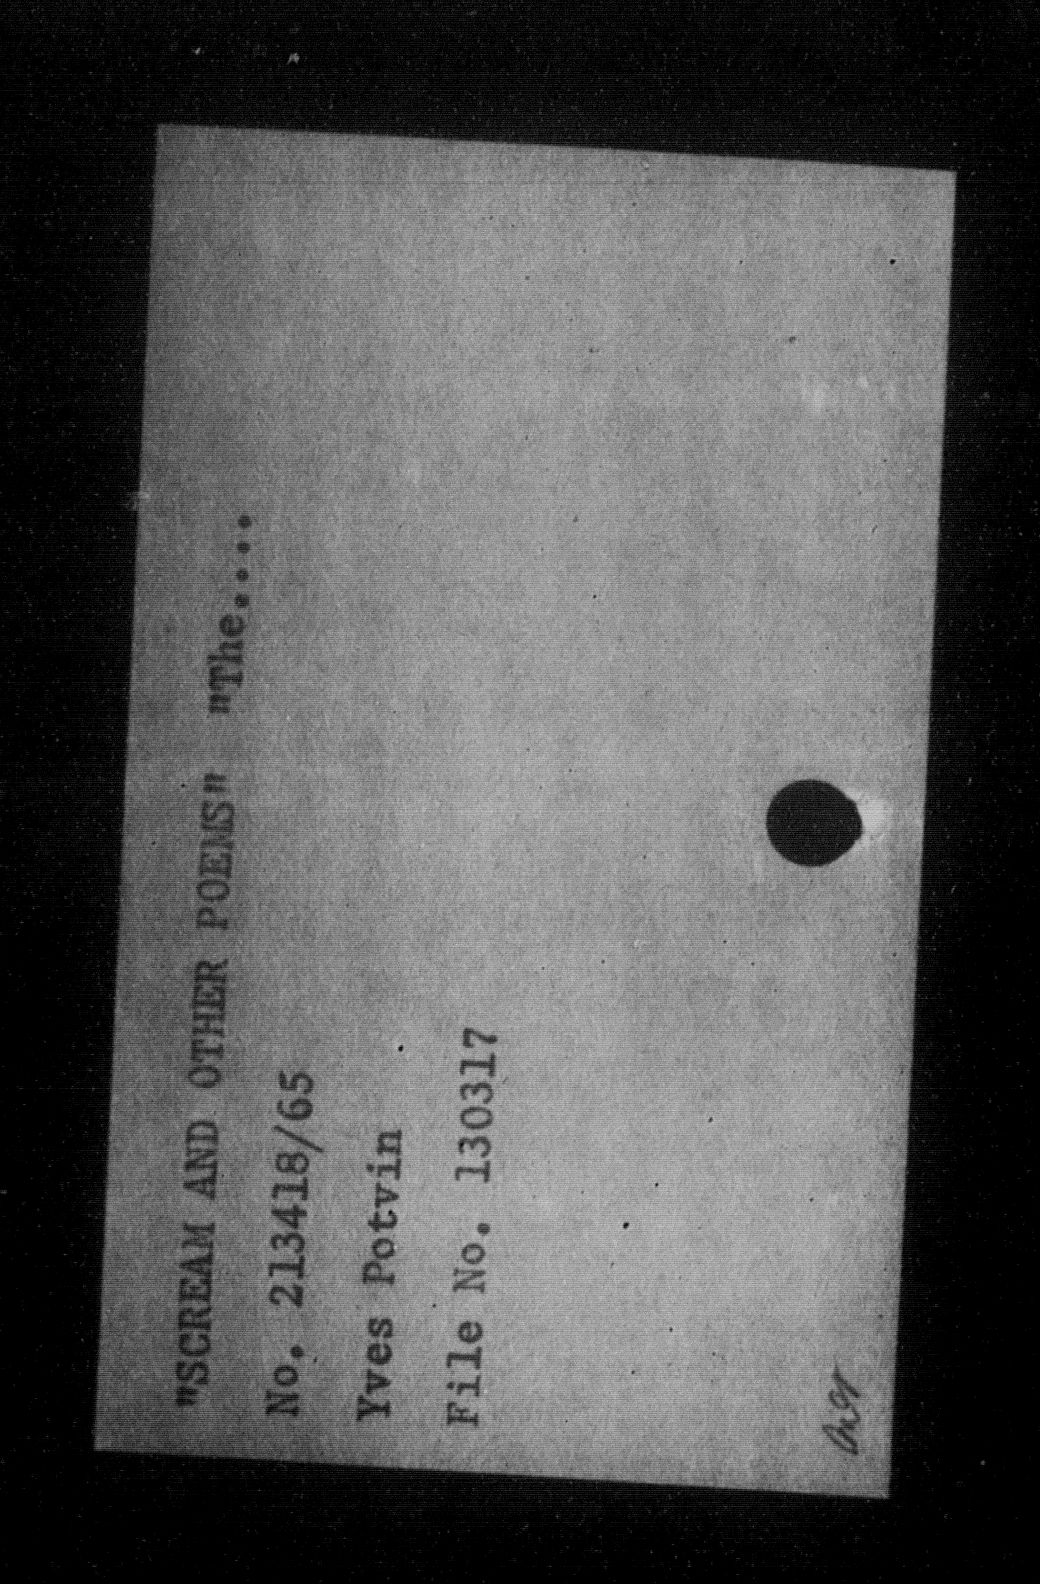 "SCREAM AND OTHER POEMS" "The....
No. 213418/65
Yves Potvin
File No. 130317